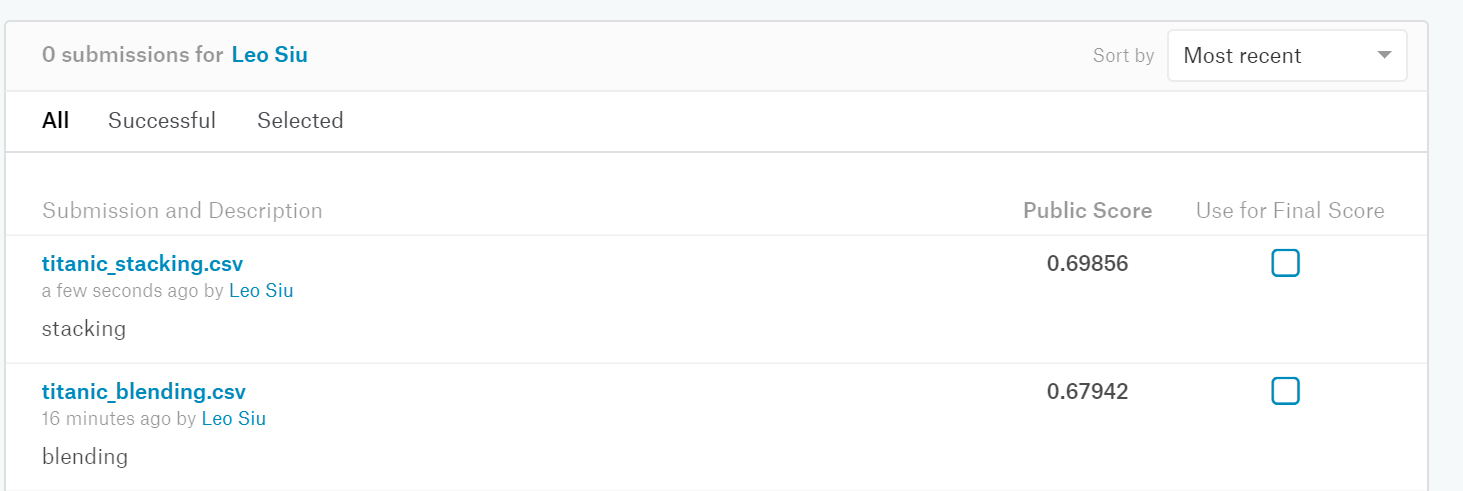 0 submissions for Leo Siu
Sort by Most recent
All Successful Selected
Submission and Description Public Score Use for Final Score
titanic_stacking.csv 0.69856
a few seconds ago by Leo Siu
stacking
titanic_blending.csv 0.67942
16 minutes ago by Leo Siu
blending